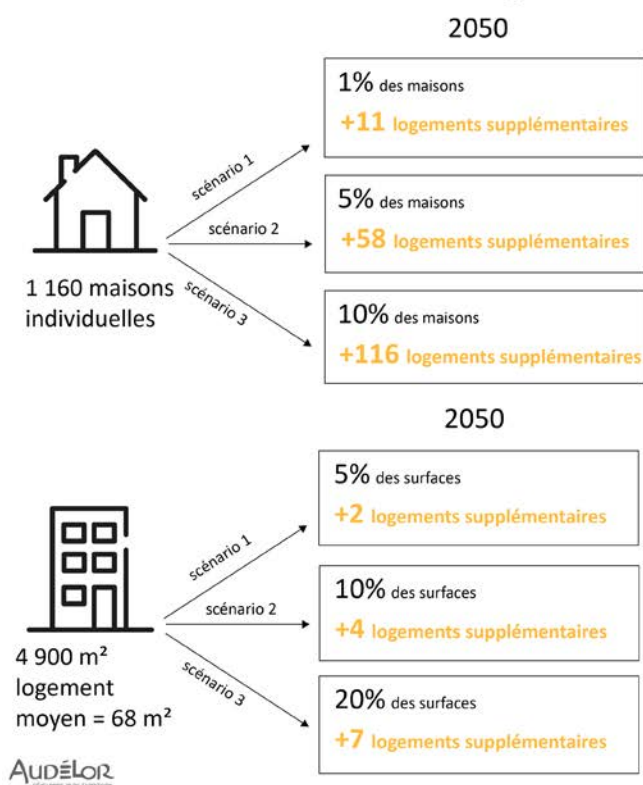 2050
1% des maisons
+11 logements supplémentaires
scénario 1
5% des maisons
scénario 2
+58 logements supplémentaires
1 160 maisons
individuelles
scénario 3
10% des maisons
+116 logements supplémentaires
2050
5% des surfaces
+2 logements supplémentaires
scénario 1
10% des surfaces
scénario 2
+4 logements supplémentaires
4 900 m²
logement
moyen = 68 m²
scénario 3
20% des surfaces
+7 logements supplémentaires
AUDÉLOR